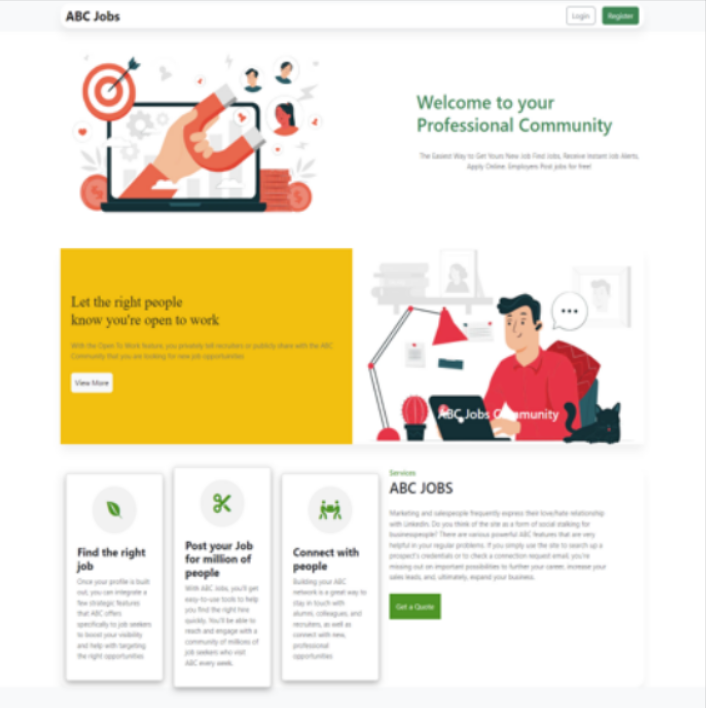 ABC Jobs
Login
Register
Welcome to your
Professional Community
The Easiest Way to Get Yours New Job Find Jobs, Receive Instant Job Alerts,
Apply Online. Employers Post jobs for free!
Let the right people
know you're open to work
With the Open To Work feature, you privately tell recruiters or publicly share with the ABC
Community that you are looking for new job opportunities
View More
ABC Jobs Community
Find the right
job
Once your profile is built
out, you can integrate a
few strategic features
that ABC offers
specifically to job seekers
to boost your visibility
and help with targeting
the right opportunities
Post your Job
for million of
people
With ABC Jobs, you'll get
easy-to-use tools to help
you find the right hire
quickly. You'll be able to
reach and engage with a
community of millions of
job seekers who visit
ABC every week.
Connect with
people
Building your ABC
network is a great way to
stay in touch with
alumni, colleagues, and
recruiters, as well as
connect with new,
professional
opportunities
Services
ABC JOBS
Marketing and salespeople frequently express their love/hate relationship
with LinkedIn. Do you think of the site as a form of social stalking for
businesspeople? There are various powerful ABC features that are very
helpful in your regular problems. If you simply use the site to search up a
prospect's credentials or to check a connection request email, you're
missing out on important possibilities to further your career, increase your
sales leads, and, ultimately, expand your business.
Get a Quote